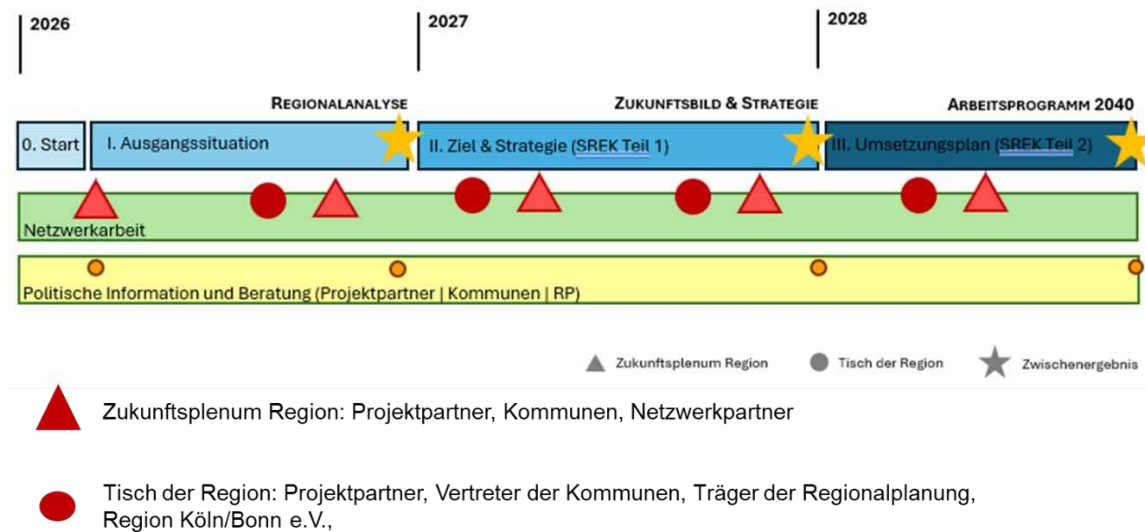 2026
2027
2028
REGIONALANALYSE
ZUKUNFTSBILD & STRATEGIE
ARBEITSPROGRAMM 2040
0. Start
I. Ausgangssituation
II. Ziel & Strategie (SREK Teil 1)
III. Umsetzungsplan (SREK Teil 2)
Netzwerkarbeit
Politische Information und Beratung (Projektpartner | Kommunen | RP)
Zukunftsplenum Region
Tisch der Region
Zwischenergebnis
Zukunftsplenum Region: Projektpartner, Kommunen, Netzwerkpartner
Tisch der Region: Projektpartner, Vertreter der Kommunen, Träger der Regionalplanung,
Region Köln/Bonn e.V.,